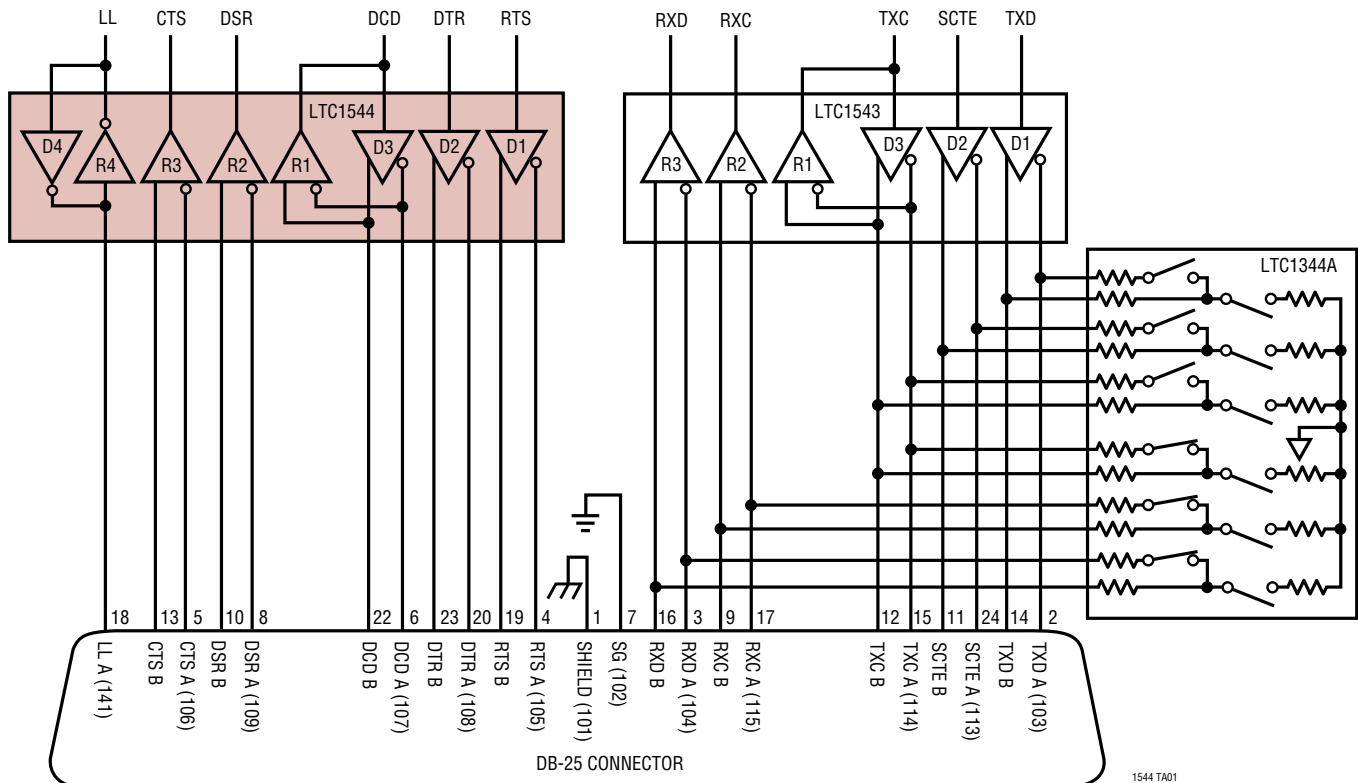 LL CTS DSR DCD DTR RTS RXD RXC TXC SCTE TXD
LTC1544
LTC1543
D4 R4 R3 R2 R1 D3 D2 D1
R3 R2 R1 D3 D2 D1
LTC1344A
18 13 5 10 8 22 6 23 20 19 4 1 7 16 3 9 17 12 15 11 24 14 2
LL A (141)
CTS B
CTS A (106)
DSR B
DSR A (109)
DCD B
DCD A (107)
DTR B
DTR A (108)
RTS B
RTS A (105)
SHIELD (101)
SG (102)
RXD B
RXD A (104)
RXC B
RXC A (115)
TXC B
TXC A (114)
SCTE B
SCTE A (113)
TXD B
TXD A (103)
DB-25 CONNECTOR
1544 TA01